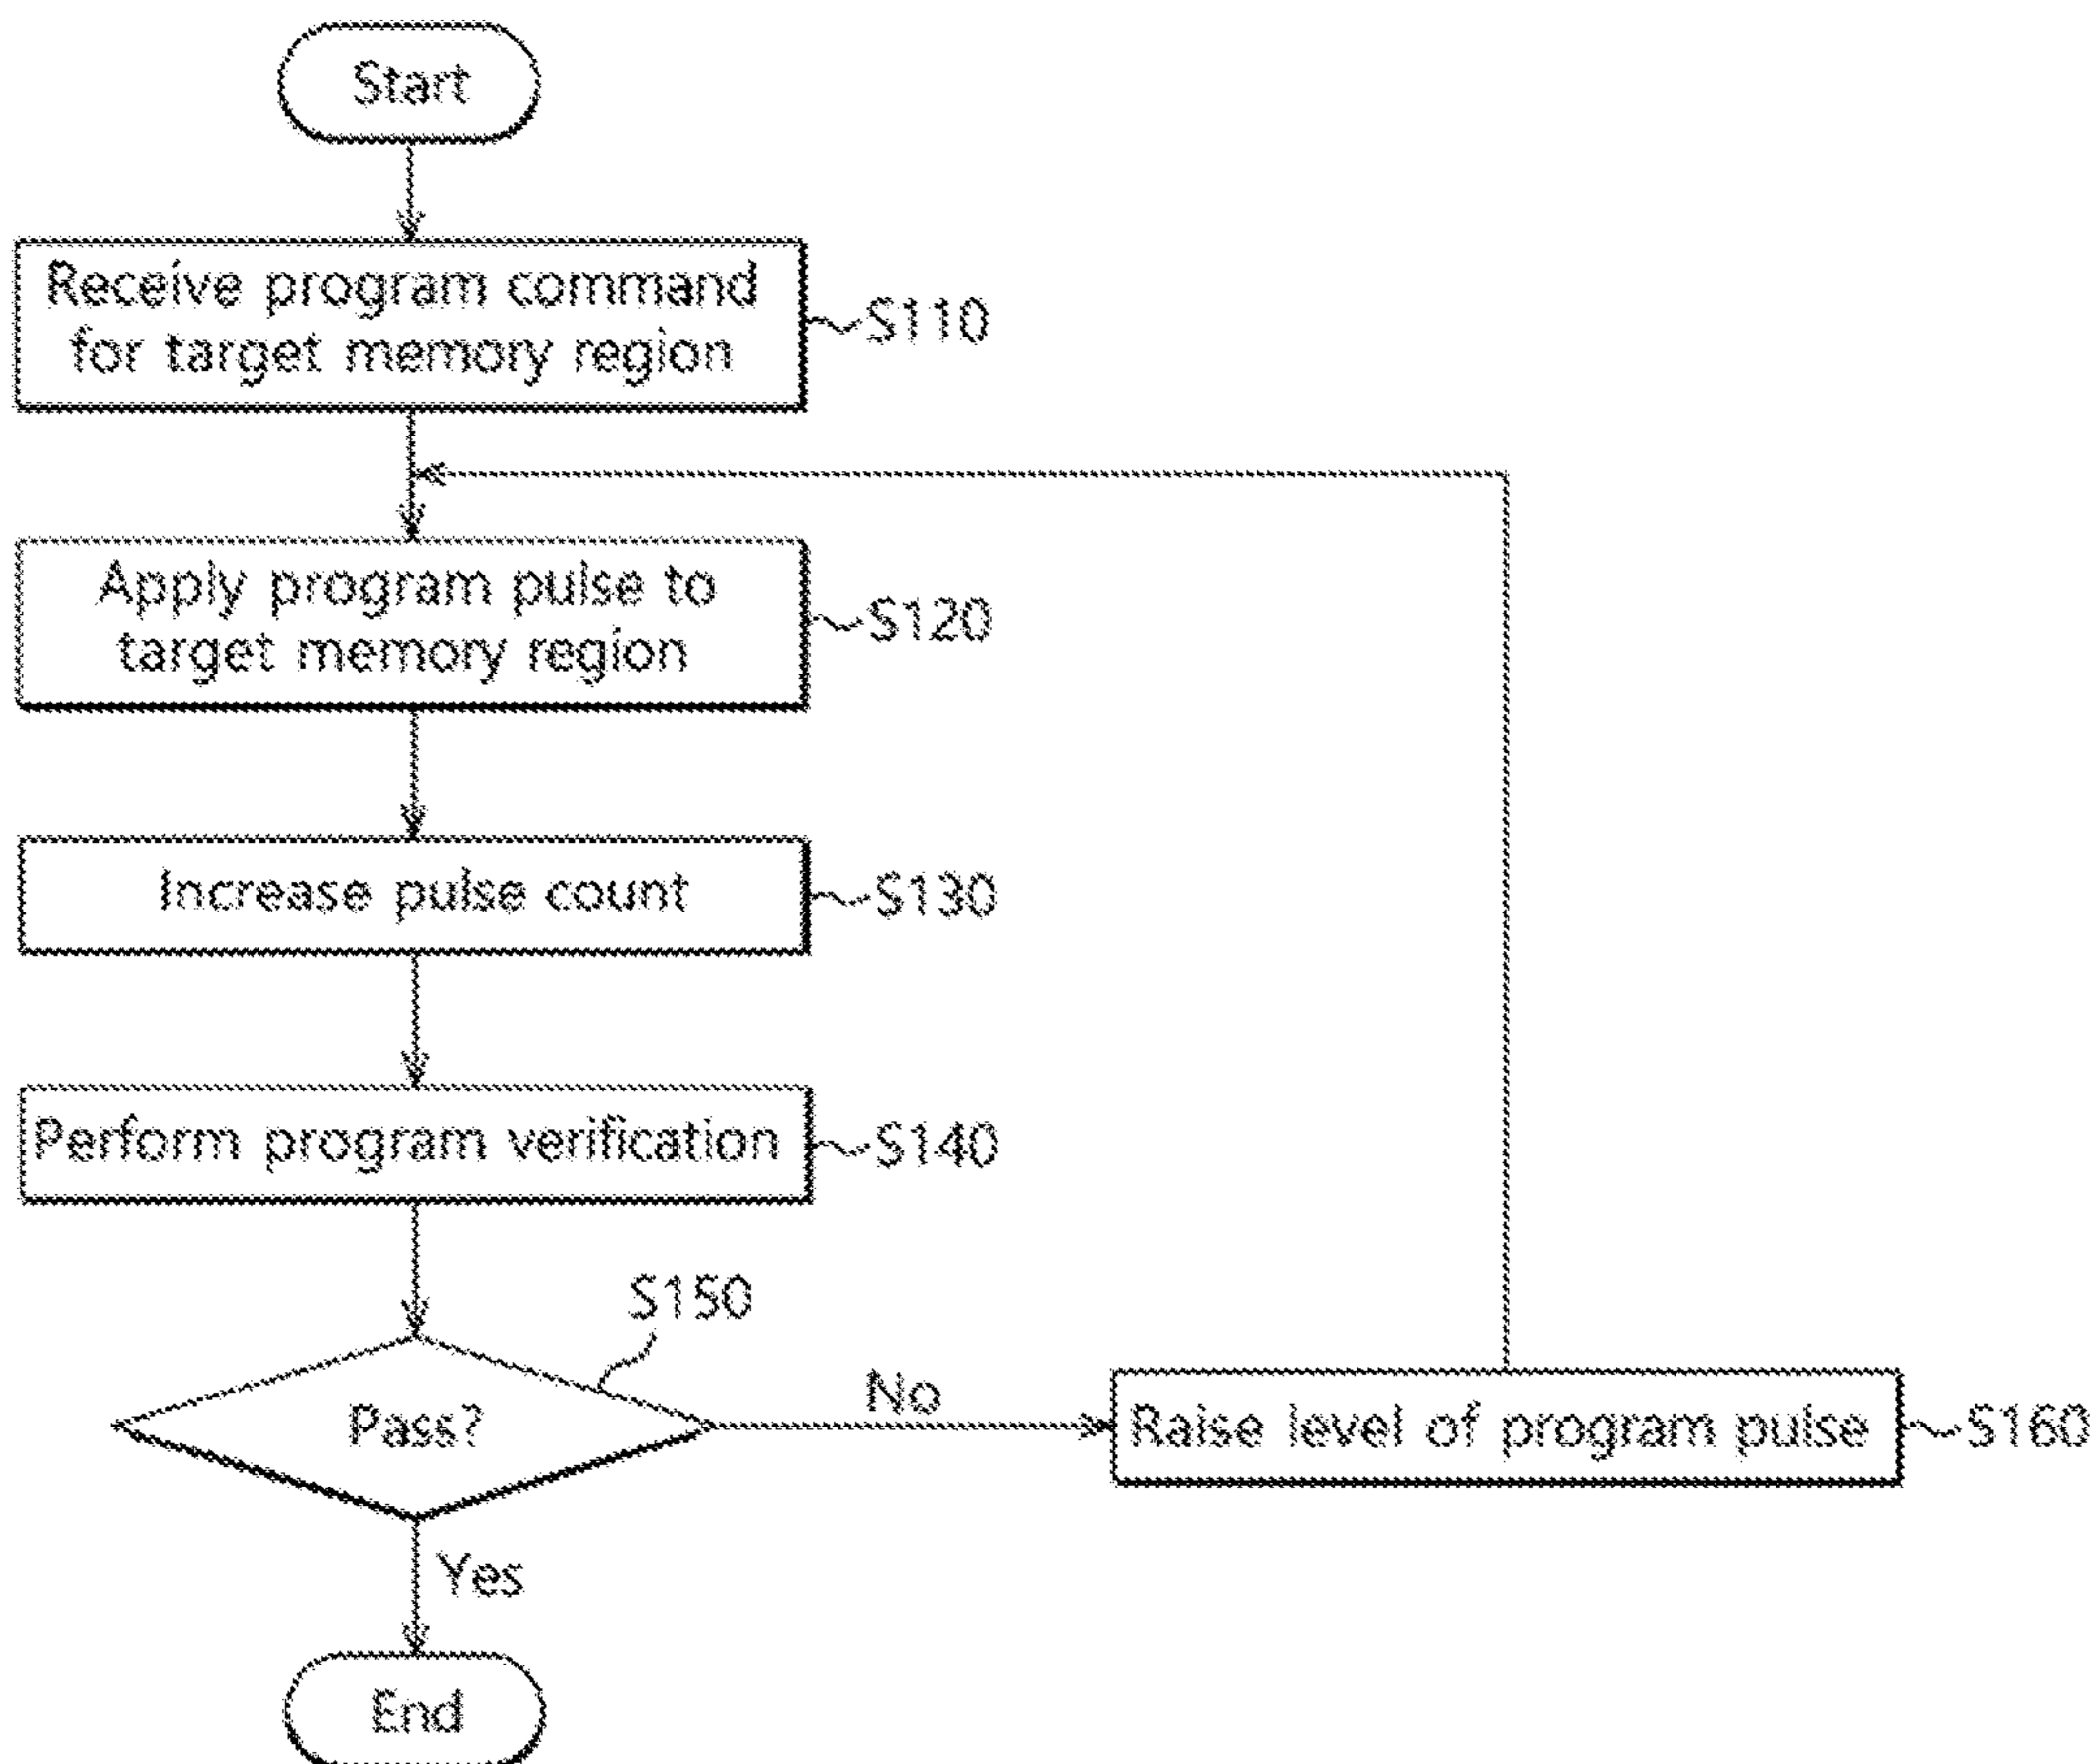 Start
Receive program command
for target memory region
S110
Apply program pulse to
target memory region
S120
Increase pulse count
S130
Perform program verification
S140
S150
Pass?
No
Raise level of program pulse
S160
Yes
End